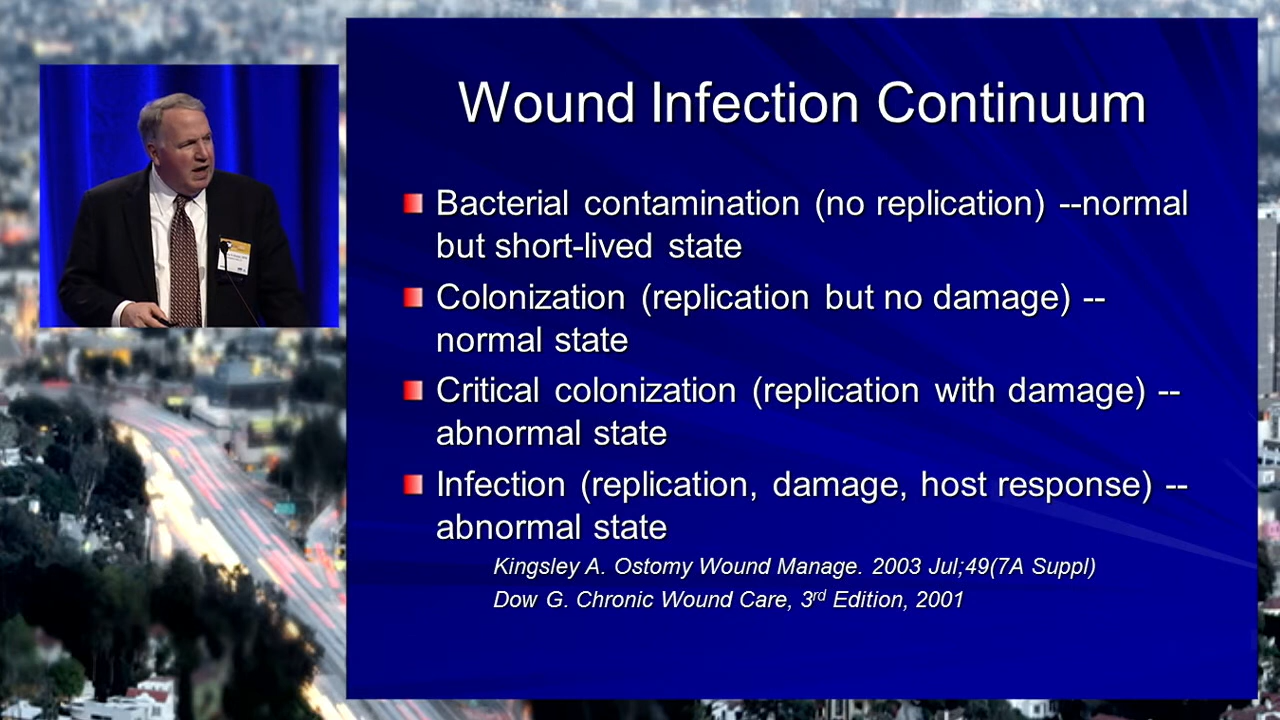 Wound Infection Continuum
Bacterial contamination (no replication) --normal
but short-lived state
Colonization (replication but no damage) --
normal state
Critical colonization (replication with damage) --
abnormal state
Infection (replication, damage, host response) --
abnormal state
Kingsley A. Ostomy Wound Manage. 2003 Jul;49(7A Suppl)
Dow G. Chronic Wound Care, 3rd Edition, 2001